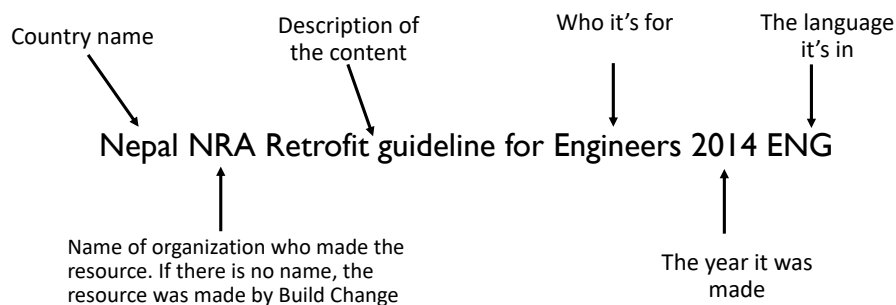 Country name
Description of
the content
Who it's for
The language
it's in
Nepal NRA Retrofit guideline for Engineers 2014 ENG
Name of organization who made the
resource. If there is no name, the
resource was made by Build Change
The year it was
made